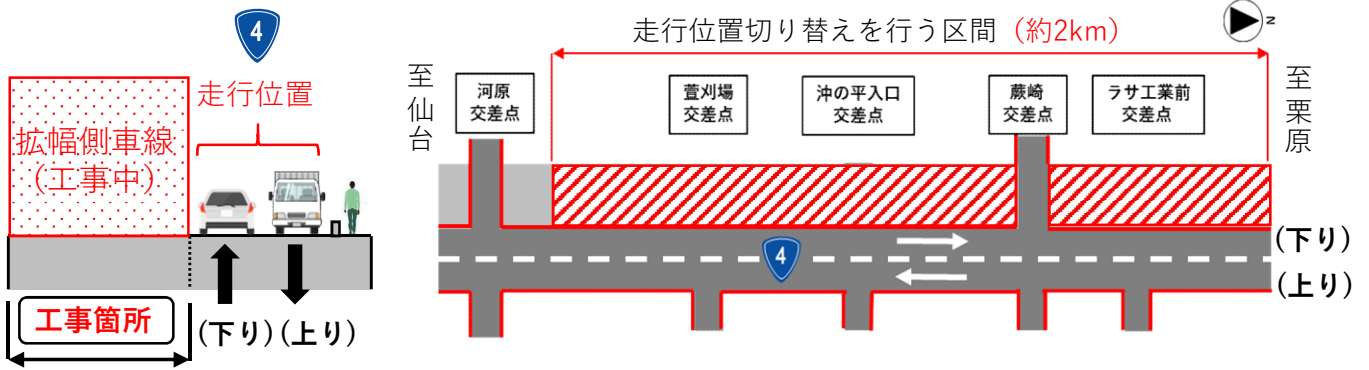 4
走行位置
拡幅側車線
(工事中)
工事箇所
(下り)
(上り)
走行位置切り替えを行う区間(約2km)
N
至仙台
河原
交差点
萱刈場
交差点
沖の平入口
交差点
蕨崎
交差点
ラサ工業前
交差点
至栗原
4
(下り)
(上り)